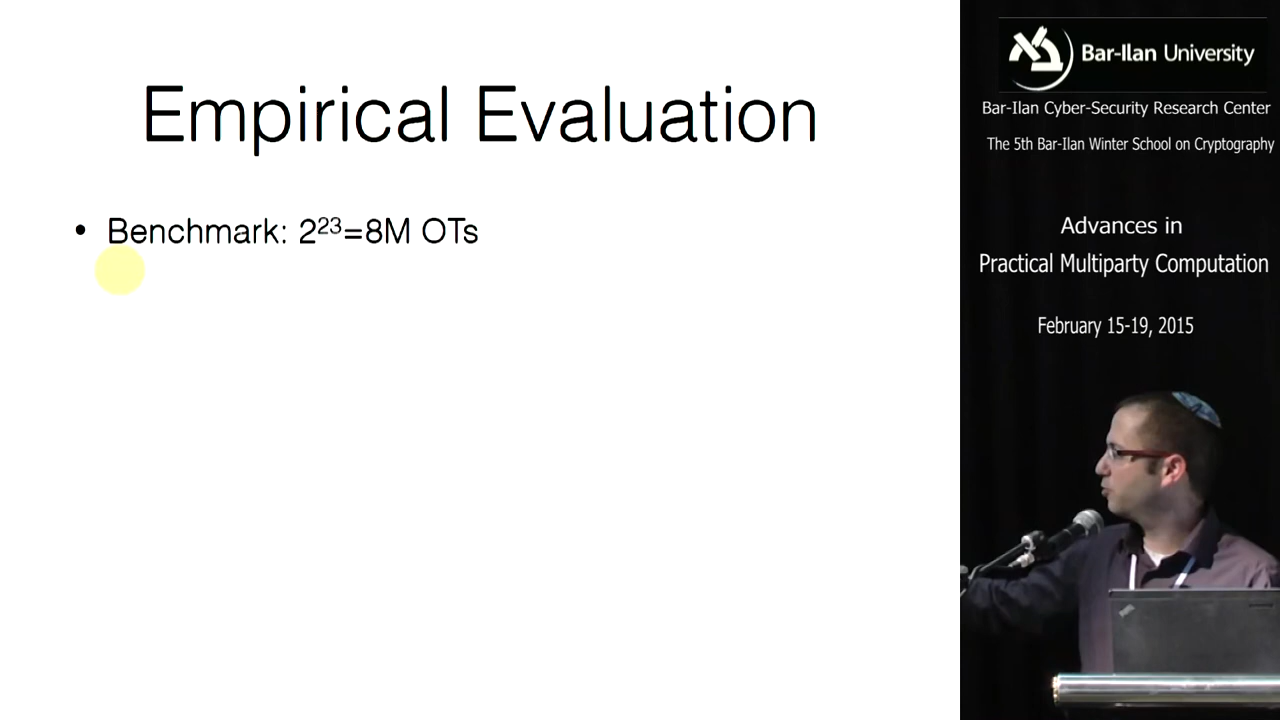 Empirical Evaluation
• Benchmark: 2²³=8M OTs
Bar-Ilan University
Bar-Ilan Cyber-Security Research Center
The 5th Bar-Ilan Winter School on Cryptography
Advances in
Practical Multiparty Computation
February 15-19, 2015